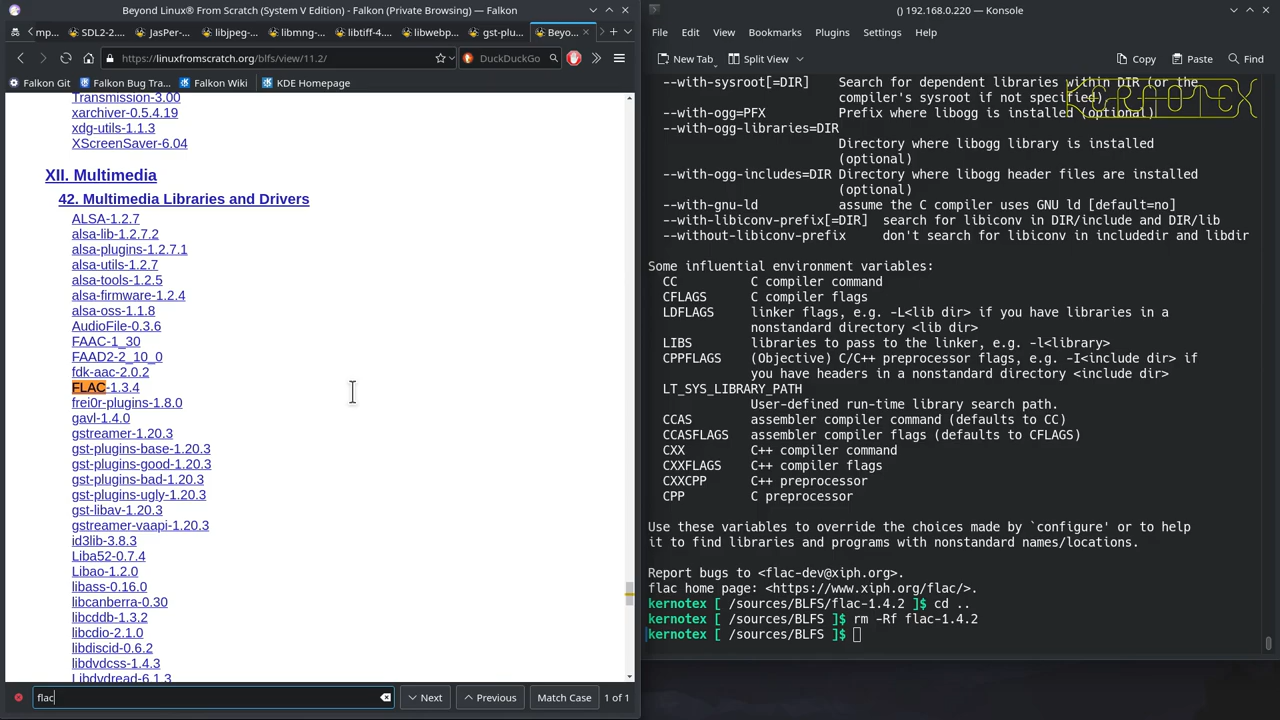 Beyond Linux® From Scratch (System V Edition) - Falkon (Private Browsing) — Falkon
mp...
SDL2-2....
JasPer-...
libjpeg-...
libmng-...
libtiff-4....
libwebp...
gst-plu...
Beyo...
https://linuxfromscratch.org/blfs/view/11.2/
DuckDuckGo
Falkon Git
Falkon Bug Tra...
Falkon Wiki
KDE Homepage
Transmission-3.00
xarchiver-0.5.4.19
xdg-utils-1.1.3
XScreenSaver-6.04
XII. Multimedia
42. Multimedia Libraries and Drivers
ALSA-1.2.7
alsa-lib-1.2.7.2
alsa-plugins-1.2.7.1
alsa-utils-1.2.7
alsa-tools-1.2.5
alsa-firmware-1.2.4
alsa-oss-1.1.8
AudioFile-0.3.6
FAAC-1_30
FAAD2-2_10_0
fdk-aac-2.0.2
FLAC-1.3.4
frei0r-plugins-1.8.0
gavl-1.4.0
gstreamer-1.20.3
gst-plugins-base-1.20.3
gst-plugins-good-1.20.3
gst-plugins-bad-1.20.3
gst-plugins-ugly-1.20.3
gst-libav-1.20.3
gstreamer-vaapi-1.20.3
id3lib-3.8.3
Liba52-0.7.4
Libao-1.2.0
libass-0.16.0
libcanberra-0.30
libcddb-1.3.2
libcdio-2.1.0
libdiscid-0.6.2
libdvdcss-1.4.3
Libdvdread-6.1.3
flac
Next
Previous
Match Case
1 of 1
() 192.168.0.220 — Konsole
File Edit View Bookmarks Plugins Settings Help
New Tab
Split View
Copy
Paste
Find
KERNOTEX
--with-sysroot[=DIR] Search for dependent libraries within DIR (or the
compiler's sysroot if not specified).
--with-ogg=PFX Prefix where libogg is installed (optional)
--with-ogg-libraries=DIR
Directory where libogg library is installed
(optional)
--with-ogg-includes=DIR Directory where libogg header files are installed
(optional)
--with-gnu-ld assume the C compiler uses GNU ld [default=no]
--with-libiconv-prefix[=DIR] search for libiconv in DIR/include and DIR/lib
--without-libiconv-prefix don't search for libiconv in includedir and libdir
Some influential environment variables:
CC C compiler command
CFLAGS C compiler flags
LDFLAGS linker flags, e.g. -L<lib dir> if you have libraries in a
nonstandard directory <lib dir>
LIBS libraries to pass to the linker, e.g. -l<library>
CPPFLAGS (Objective) C/C++ preprocessor flags, e.g. -I<include dir> if
you have headers in a nonstandard directory <include dir>
LT_SYS_LIBRARY_PATH
User-defined run-time library search path.
CCAS assembler compiler command (defaults to CC)
CCASFLAGS assembler compiler flags (defaults to CFLAGS)
CXX C++ compiler command
CXXFLAGS C++ compiler flags
CXXCPP C++ preprocessor
CPP C preprocessor
Use these variables to override the choices made by `configure' or to help
it to find libraries and programs with nonstandard names/locations.
Report bugs to <flac-dev@xiph.org>.
flac home page: <https://www.xiph.org/flac/>.
kernotex [ /sources/BLFS/flac-1.4.2 ]$ cd ..
kernotex [ /sources/BLFS ]$ rm -Rf flac-1.4.2
kernotex [ /sources/BLFS ]$